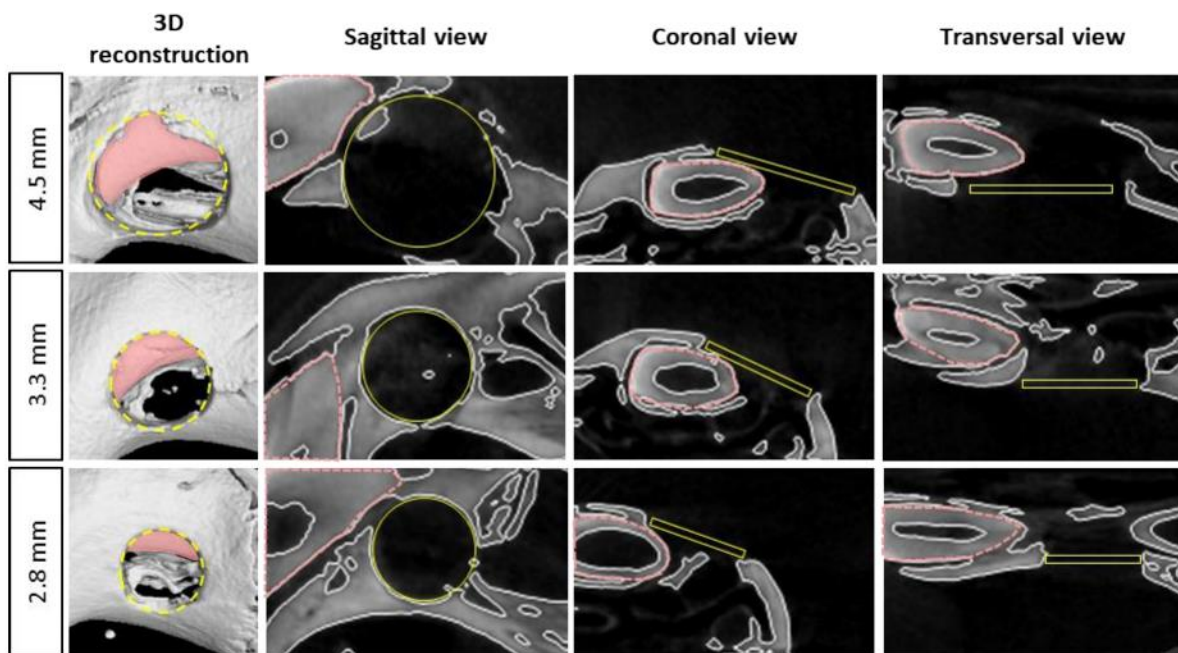 3D
reconstruction
Sagittal view
Coronal view
Transversal view
4.5 mm
3.3 mm
2.8 mm